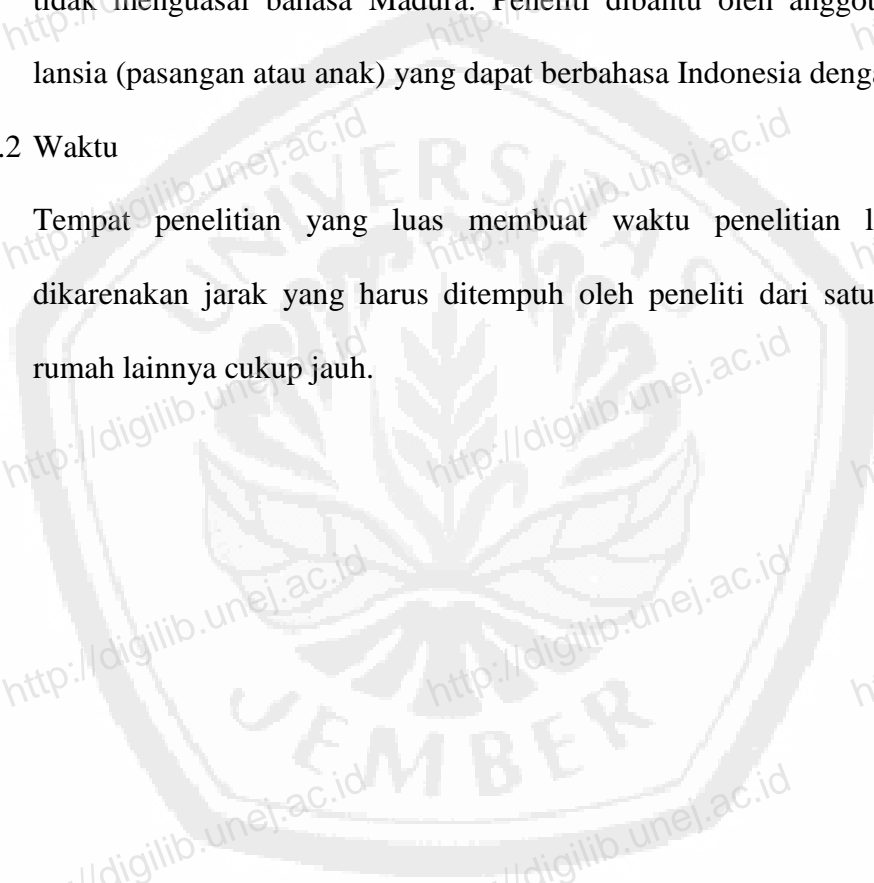 tidak menguasai bahasa Madura. Peneliti dibantu oleh anggot
lansia (pasangan atau anak) yang dapat berbahasa Indonesia denga
.2 Waktu
Tempat penelitian yang luas membuat waktu penelitian l
dikarenakan jarak yang harus ditempuh oleh peneliti dari satu
rumah lainnya cukup jauh.
http://digilib.unej.ac.id
http://digilib.unej.ac.id
http://digilib.unej.ac.id
http://digilib.unej.ac.id
http://digilib.unej.ac.id
http://digilib.unej.ac.id
://digilib.unej.ac.id
//digilib.unej.ac.id
UNIVERSITAS
JEMBER